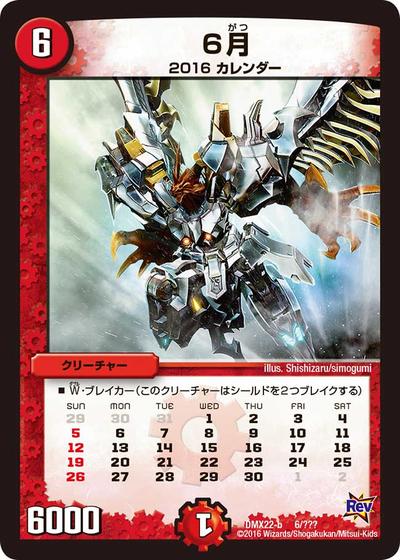 6
がつ
6月
2016 カレンダー
クリーチャー
illus. Shishizaru/simogumi
■ W・ブレイカー(このクリーチャーはシールドを2つブレイクする)
SUN MON TUE WED THU FRI SAT
29 30 31 1 2 3 4
5 6 7 8 9 10 11
12 13 14 15 16 17 18
19 20 21 22 23 24 25
26 27 28 29 30 1 2
Rev
6000
1
DMX22-b 6/???
©2016 Wizards/Shogakukan/Mitsui-Kids